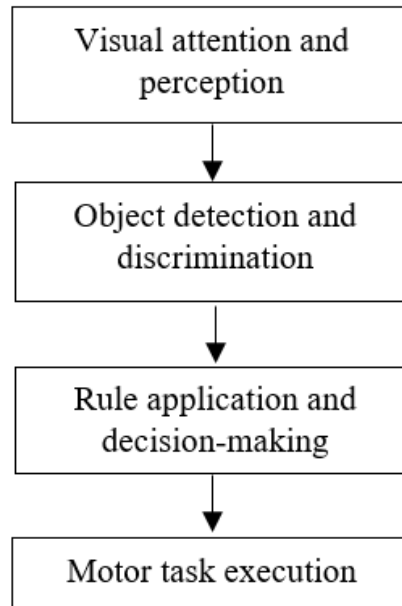 Visual attention and
perception
Object detection and
discrimination
Rule application and
decision-making
Motor task execution